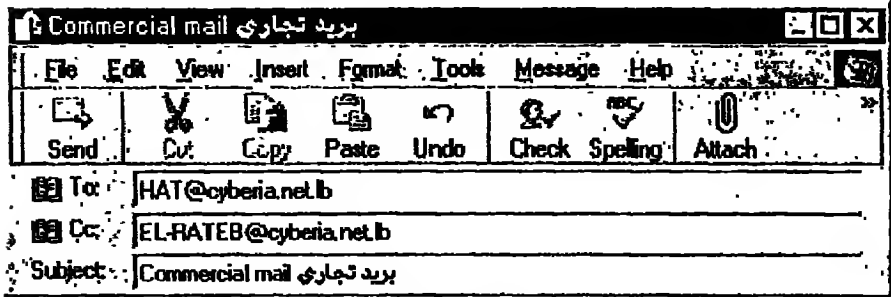 Commercial mail بريد تجاري
File Edit View Insert Format Tools Message Help
Send Cut Copy Paste Undo Check Spelling Attach
To: HAT@cyberia.net.lb
Cc: EL-RATEB@cyberia.net.lb
Subject: Commercial mail بريد تجاري